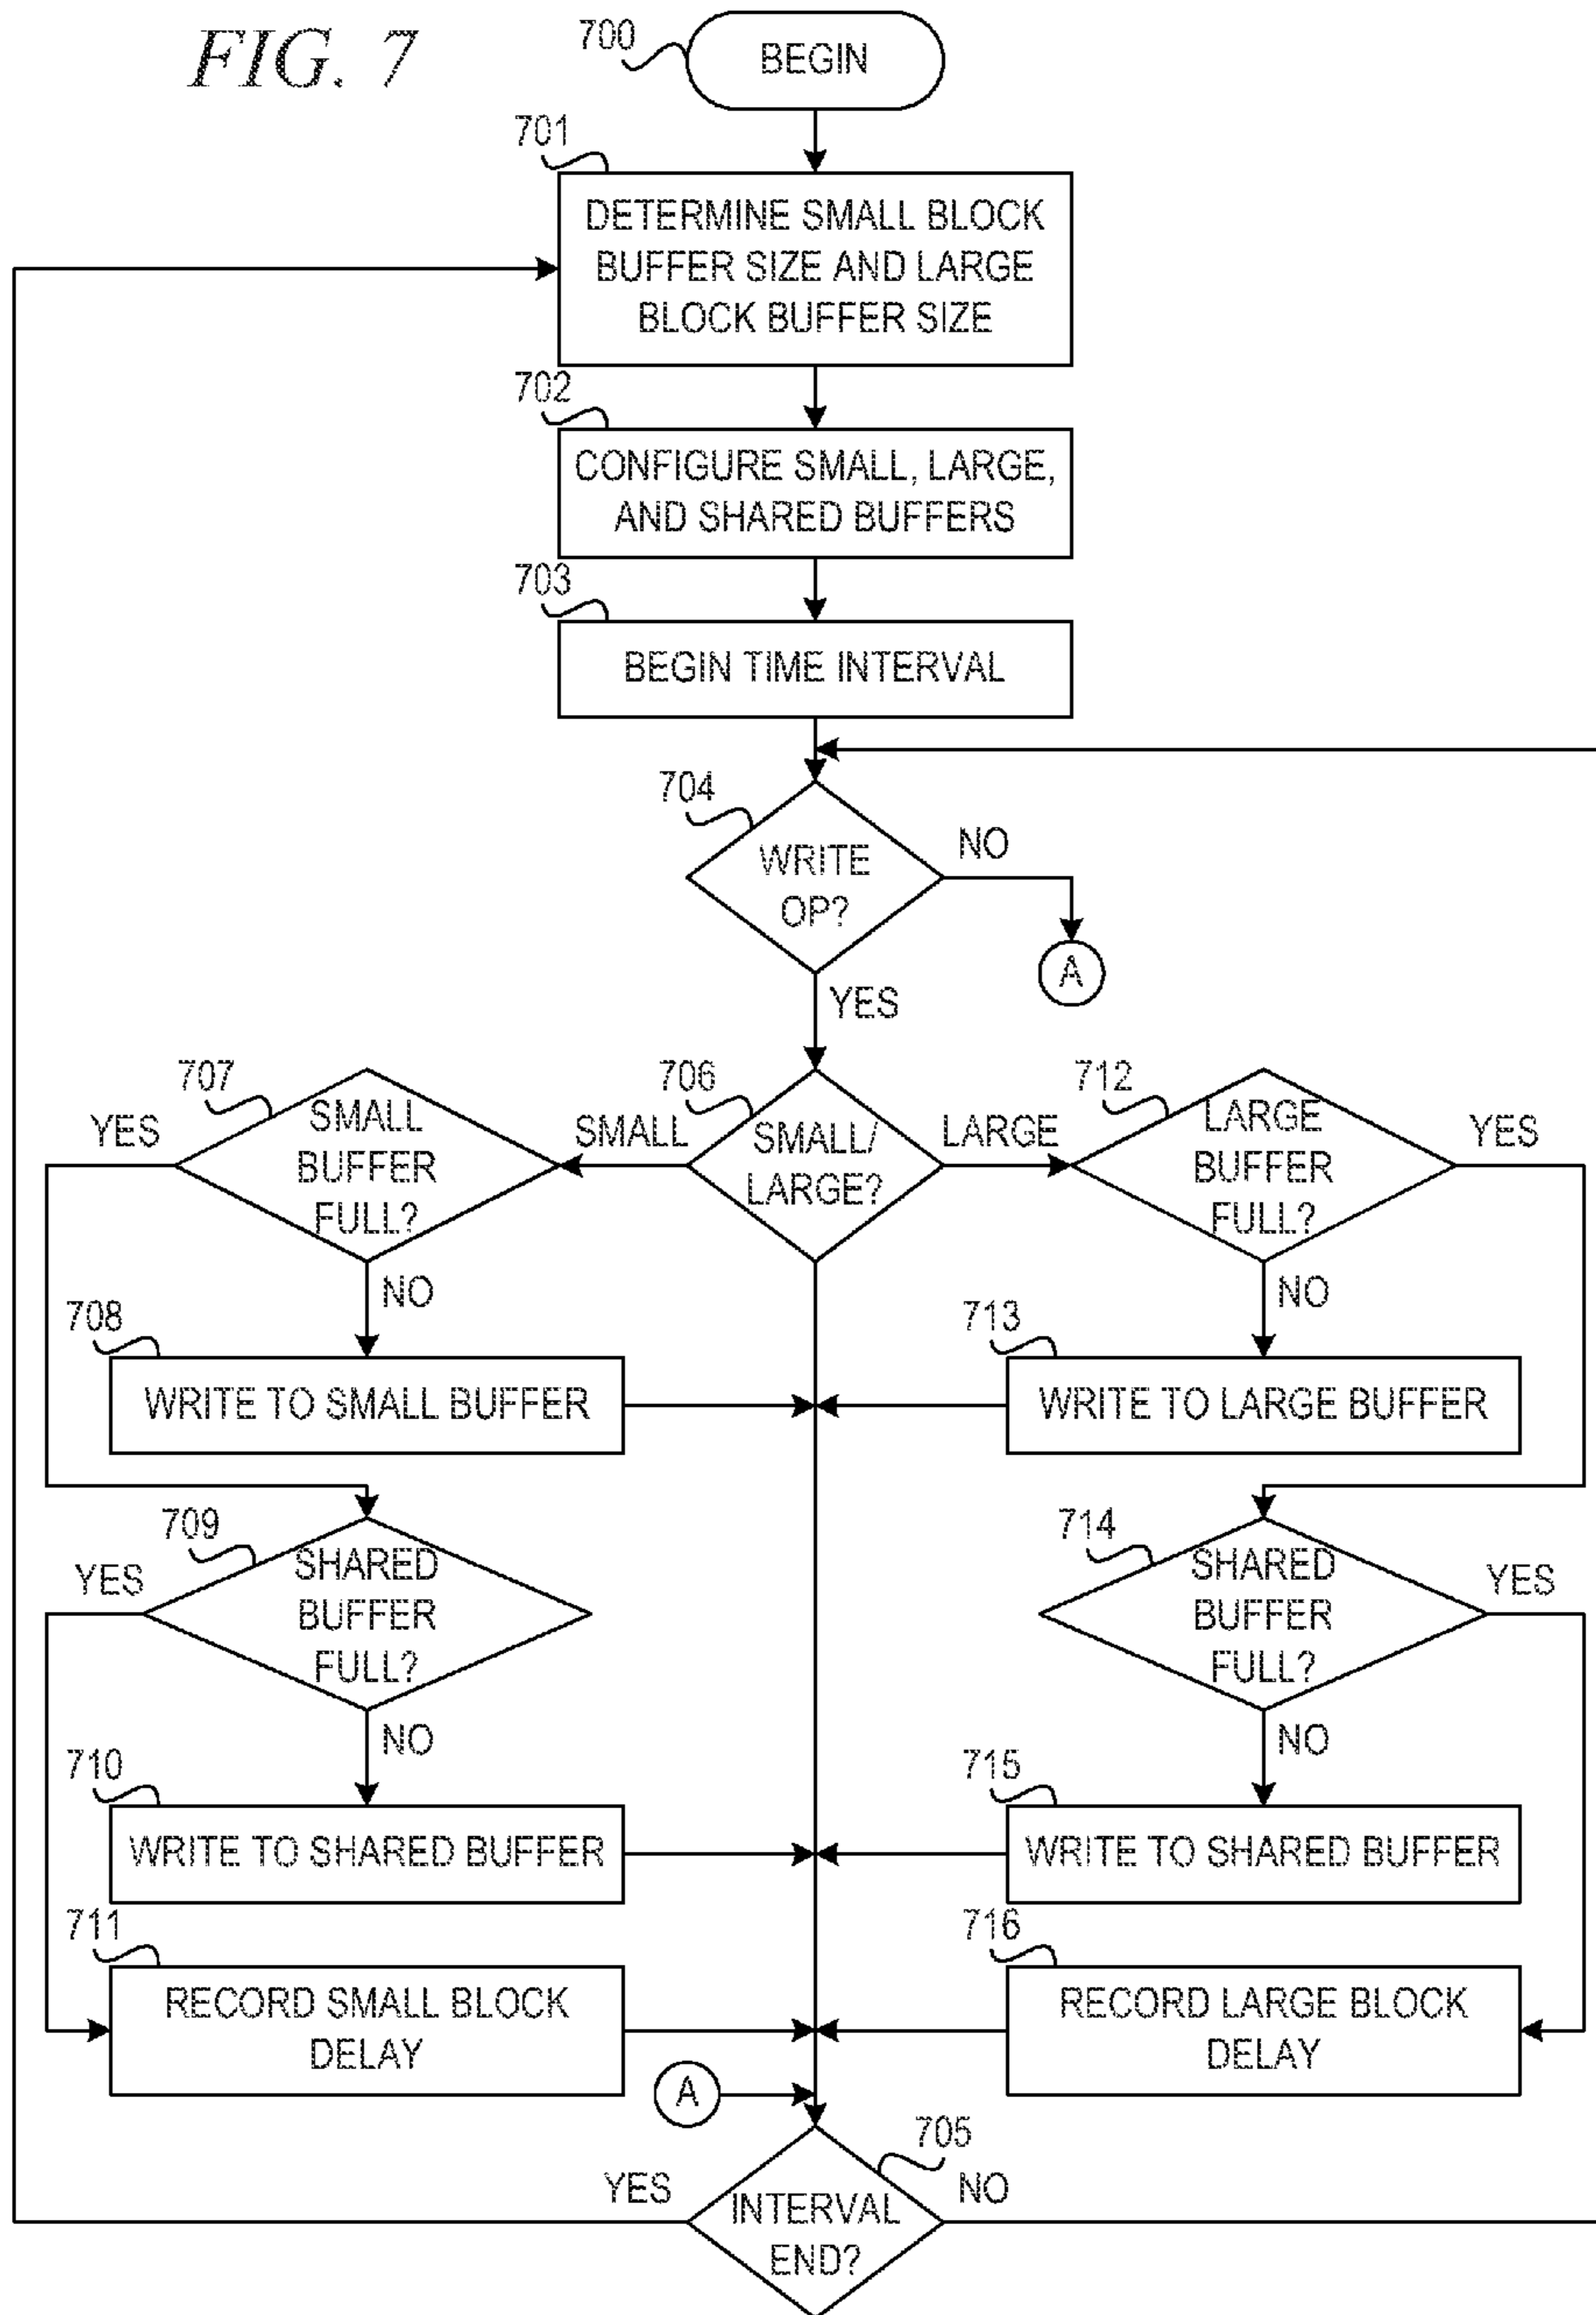 FIG. 7
700
BEGIN
701
DETERMINE SMALL BLOCK
BUFFER SIZE AND LARGE
BLOCK BUFFER SIZE
702
CONFIGURE SMALL, LARGE,
AND SHARED BUFFERS
703
BEGIN TIME INTERVAL
704
WRITE
OP?
NO
A
YES
707
706
712
YES
SMALL
BUFFER
FULL?
SMALL
SMALL/
LARGE?
LARGE
LARGE
BUFFER
FULL?
YES
NO
NO
708
WRITE TO SMALL BUFFER
713
WRITE TO LARGE BUFFER
709
YES
SHARED
BUFFER
FULL?
714
SHARED
BUFFER
FULL?
YES
NO
NO
710
WRITE TO SHARED BUFFER
715
WRITE TO SHARED BUFFER
711
RECORD SMALL BLOCK
DELAY
716
RECORD LARGE BLOCK
DELAY
A
705
YES
INTERVAL
END?
NO